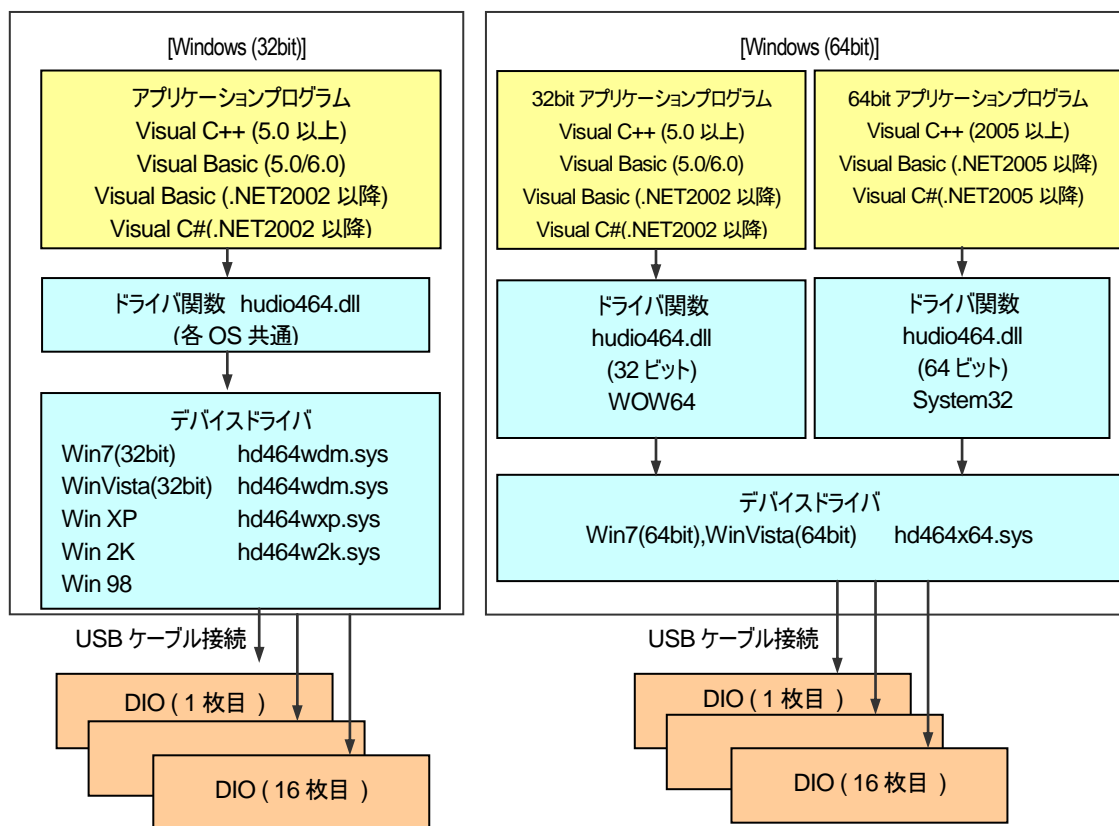 [Windows (32bit)]
アプリケーションプログラム
Visual C++ (5.0 以上)
Visual Basic (5.0/6.0)
Visual Basic (.NET2002 以降)
Visual C#(.NET2002 以降)
ドライバ関数 hudio464.dll
(各 OS 共通)
デバイスドライバ
Win7(32bit) hd464wdm.sys
WinVista(32bit) hd464wdm.sys
Win XP hd464wxp.sys
Win 2K hd464w2k.sys
Win 98
USB ケーブル接続
DIO ( 1 枚目 )
DIO ( 16 枚目 )
[Windows (64bit)]
32bit アプリケーションプログラム
Visual C++ (5.0 以上)
Visual Basic (5.0/6.0)
Visual Basic (.NET2002 以降)
Visual C#(.NET2002 以降)
64bit アプリケーションプログラム
Visual C++ (2005 以上)
Visual Basic (.NET2005 以降)
Visual C#(.NET2005 以降)
ドライバ関数
hudio464.dll
(32 ビット)
WOW64
ドライバ関数
hudio464.dll
(64 ビット)
System32
デバイスドライバ
Win7(64bit),WinVista(64bit) hd464x64.sys
USB ケーブル接続
DIO ( 1 枚目 )
DIO ( 16 枚目 )